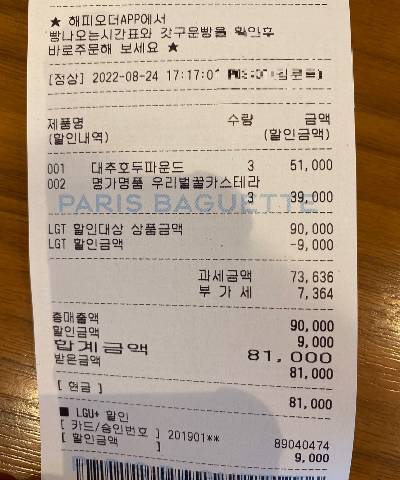 ★ 해피오더APP에서
빵나오는시간표와 갓구운빵을 확인후
바로주문해 보세요 ★
[정상] 2022-08-24 17:17:0
제품명 수량 금액
(할인내역) (할인금액)
001 대추호두파운드 3 51,000
002 명가명품 우리벌꿀카스테라
PARIS BAGUETTE
3 39,000
LGT 할인대상 상품금액 90,000
LGT 할인금액 -9,000
과세금액 73,636
부 가 세 7,364
총매출액 90,000
할인금액 9,000
합계금액 81,000
받은금액 81,000
[ 현금 ] 81,000
■ LGU+ 할인
[ 카드/승인번호 ] 201901** 89040474
[ 할인금액 ] 9,000